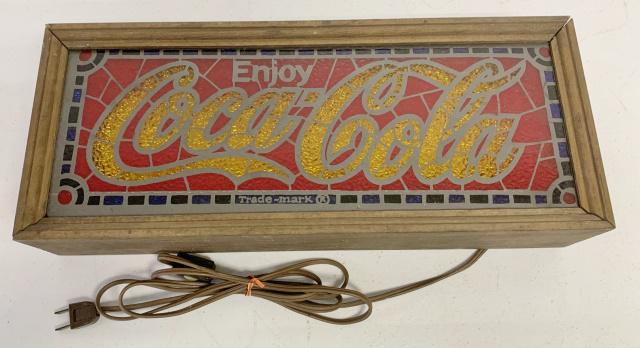 Enjoy
Coca-Cola
Trade-mark ®